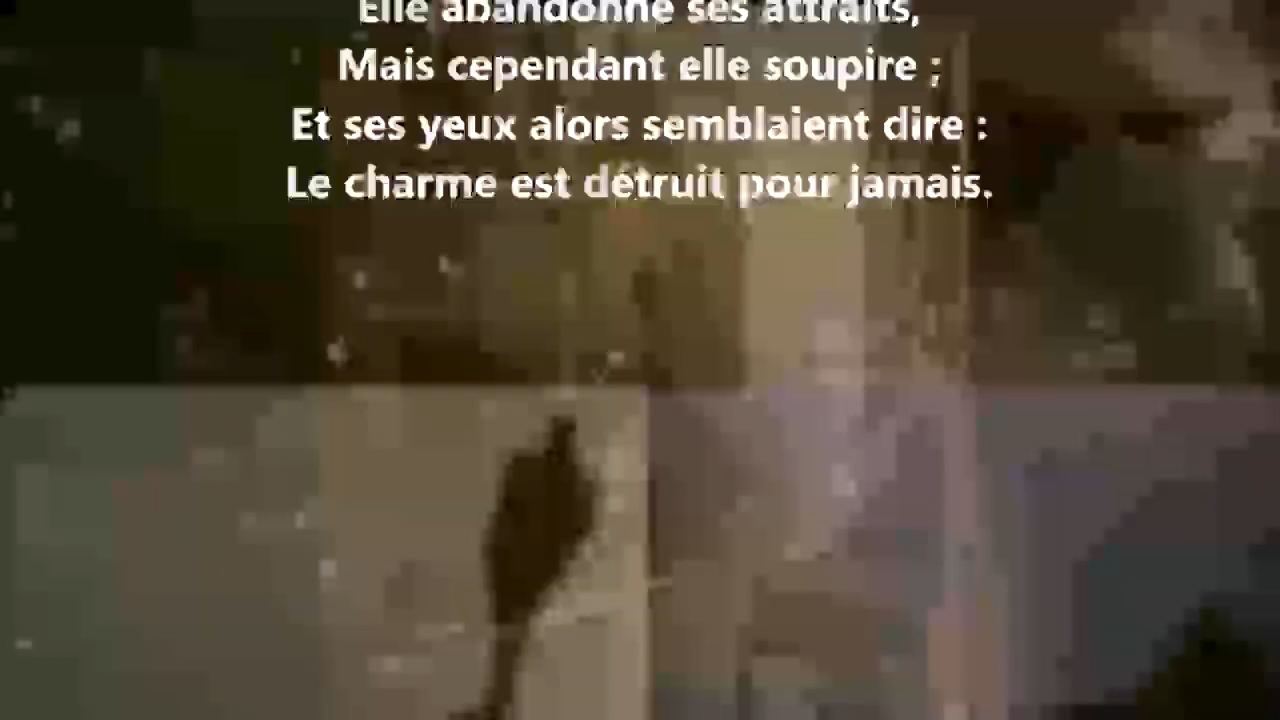 Elle abandonne ses attraits,
Mais cependant elle soupire ;
Et ses yeux alors semblaient dire :
Le charme est détruit pour jamais.